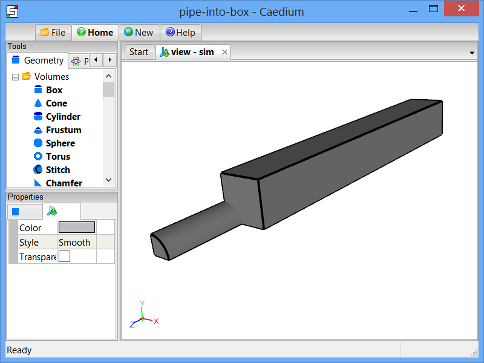 pipe-into-box - Caedium
File Home New Help
Tools
Geometry P
Volumes
Box
Cone
Cylinder
Frustum
Sphere
Torus
Stitch
Chamfer
Properties
Color
Style Smooth
Transpare
Start view - sim
Y
Z X
Ready